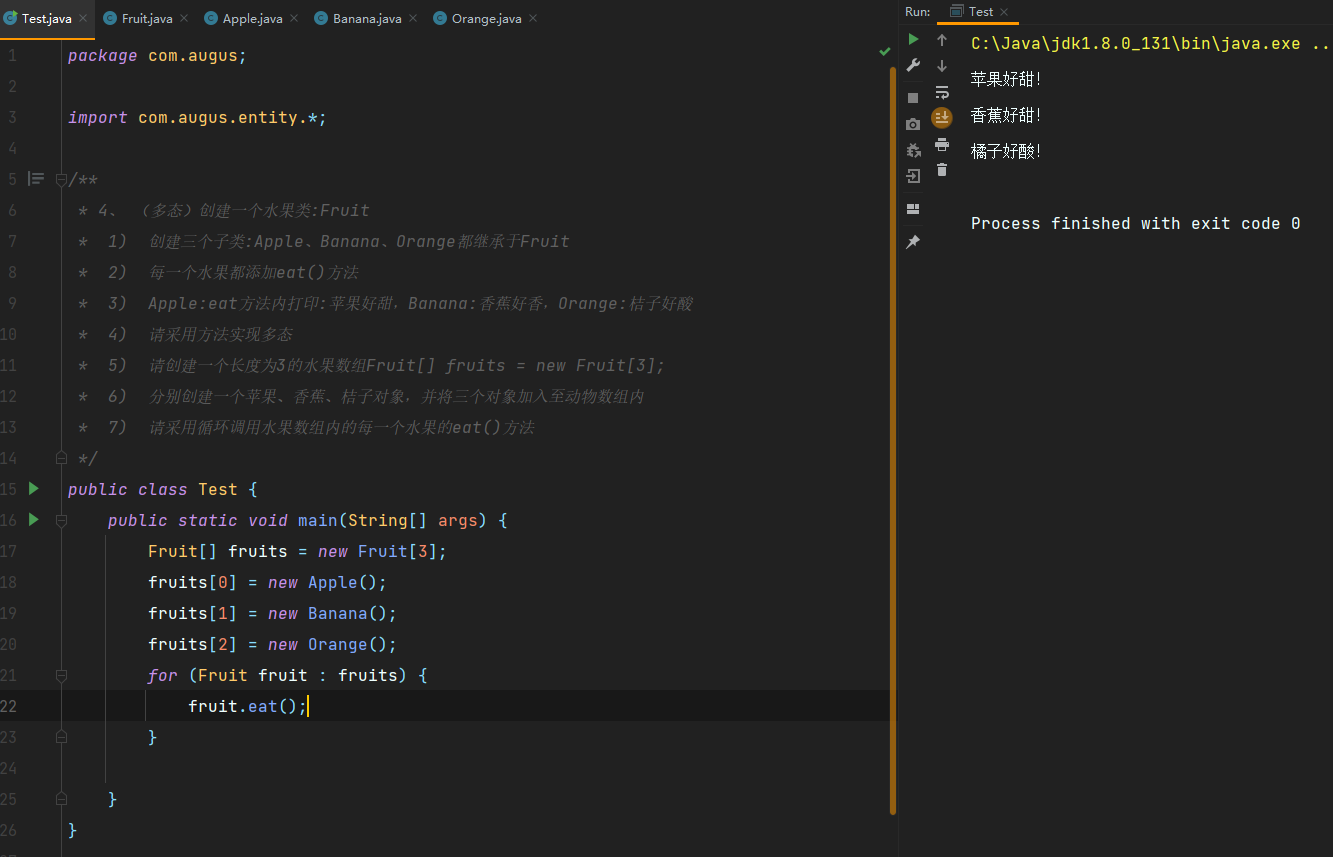 Test.java Fruit.java Apple.java Banana.java Orange.java
Run: Test
1 package com.augus;
2
3 import com.augus.entity.*;
4
5 /**
6 * 4、 (多态)创建一个水果类:Fruit
7 * 1) 创建三个子类:Apple、Banana、Orange都继承于Fruit
8 * 2) 每一个水果都添加eat()方法
9 * 3) Apple:eat方法内打印:苹果好甜，Banana:香蕉好香，Orange:桔子好酸
10 * 4) 请采用方法实现多态
11 * 5) 请创建一个长度为3的水果数组Fruit[] fruits = new Fruit[3];
12 * 6) 分别创建一个苹果、香蕉、桔子对象，并将三个对象加入至动物数组内
13 * 7) 请采用循环调用水果数组内的每一个水果的eat()方法
14 */
15 public class Test {
16 public static void main(String[] args) {
17 Fruit[] fruits = new Fruit[3];
18 fruits[0] = new Apple();
19 fruits[1] = new Banana();
20 fruits[2] = new Orange();
21 for (Fruit fruit : fruits) {
22 fruit.eat();
23 }
24
25 }
26 }
C:\Java\jdk1.8.0_131\bin\java.exe ..
苹果好甜!
香蕉好甜!
橘子好酸!
Process finished with exit code 0